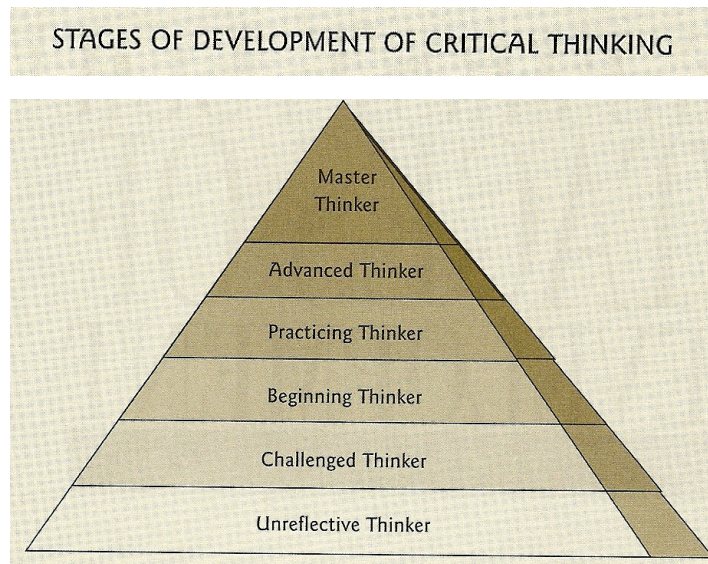 STAGES OF DEVELOPMENT OF CRITICAL THINKING
Master
Thinker
Advanced Thinker
Practicing Thinker
Beginning Thinker
Challenged Thinker
Unreflective Thinker